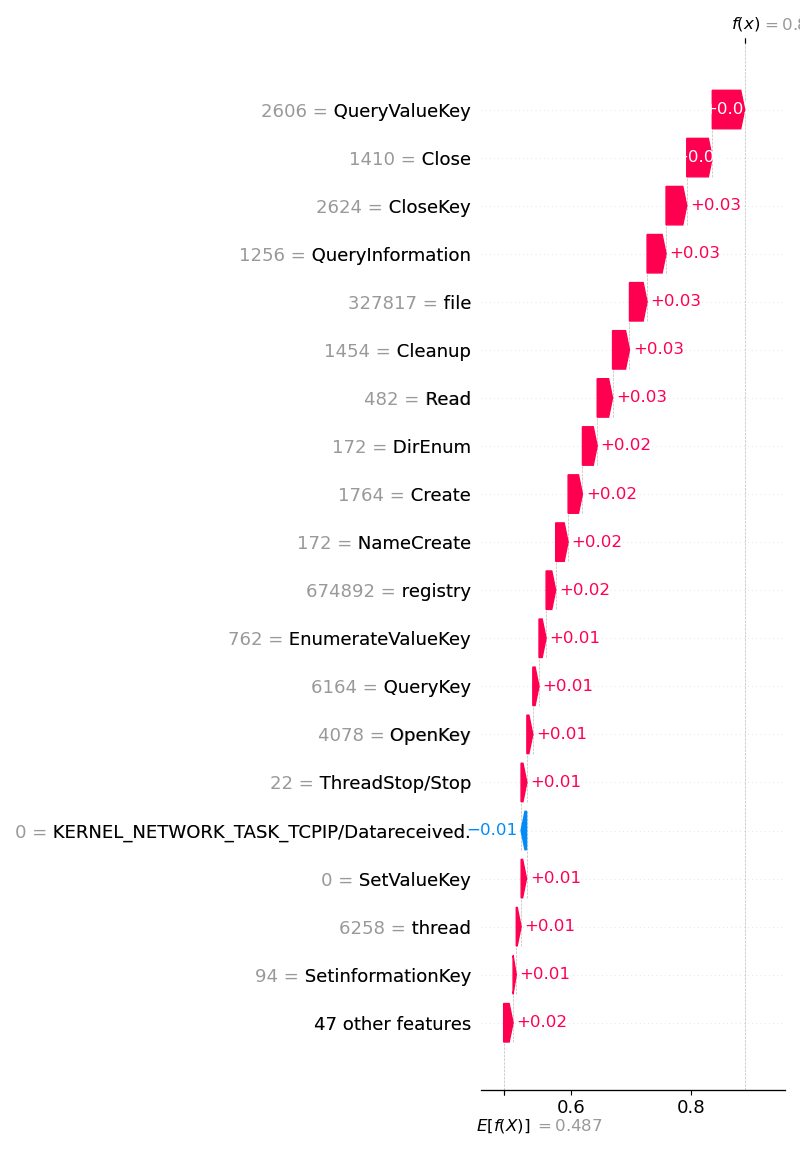 f(x) = 0.8
2606 = QueryValueKey
1410 = Close
2624 = CloseKey +0.03
1256 = QueryInformation +0.03
327817 = file +0.03
1454 = Cleanup +0.03
482 = Read +0.03
172 = DirEnum +0.02
1764 = Create +0.02
172 = NameCreate +0.02
674892 = registry +0.02
762 = EnumerateValueKey +0.01
6164 = QueryKey +0.01
4078 = OpenKey +0.01
22 = ThreadStop/Stop +0.01
0 = KERNEL_NETWORK_TASK_TCPIP/Datareceived. −0.01
0 = SetValueKey +0.01
6258 = thread +0.01
94 = SetinformationKey +0.01
47 other features +0.02
0.6 0.8
E[f(X)] = 0.487